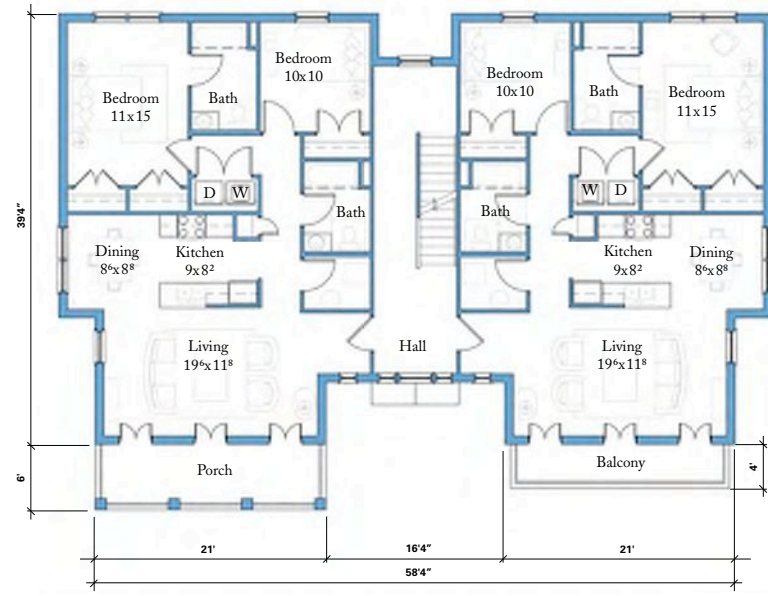 Bedroom
10x10
Bedroom
10x10
Bedroom
11x15
Bath
Bath
Bedroom
11x15
D W
W D
Bath
Bath
39'4"
Dining
8⁶x8⁸
Kitchen
9x8²
Kitchen
9x8²
Dining
8⁶x8⁸
Living
19⁶x11⁸
Hall
Living
19⁶x11⁸
6'
Porch
Balcony
4'
21'
16'4"
21'
58'4"